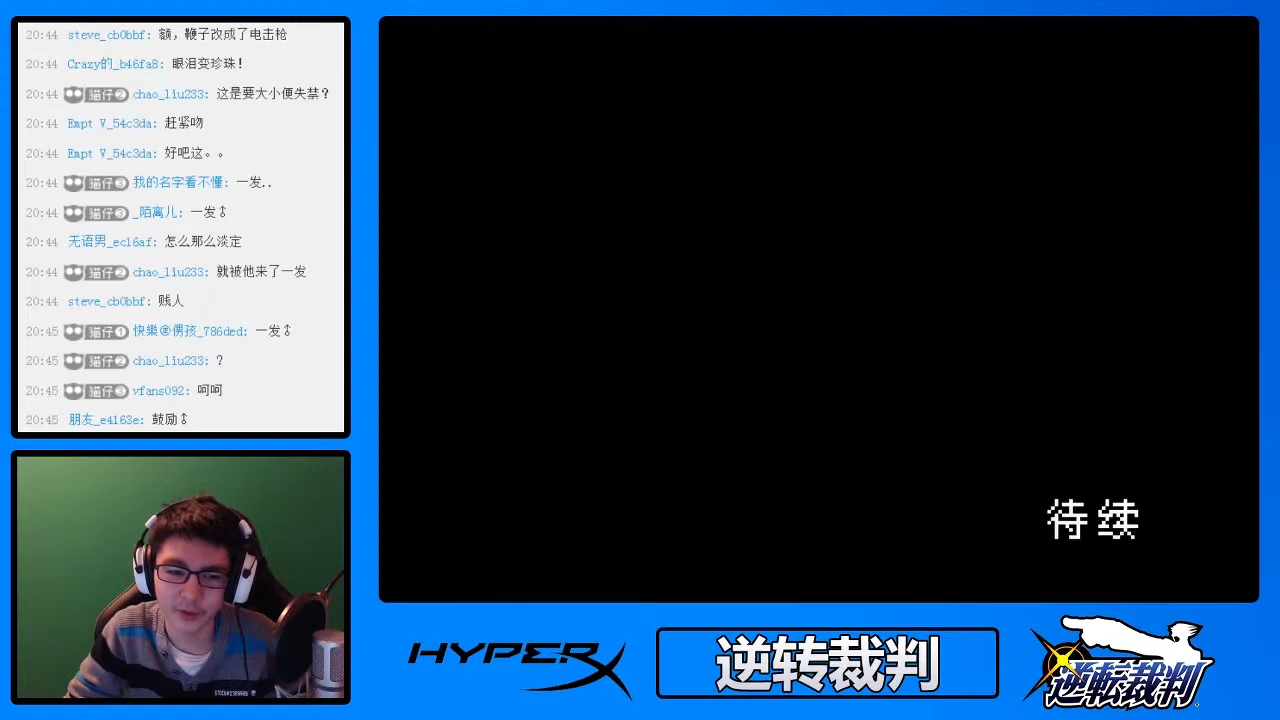 20:44 steve_cb0bbf: 额，鞭子改成了电击枪
20:44 Crazy的_b46fa8: 眼泪变珍珠！
20:44 猫仔② chao_liu233: 这是要大小便失禁？
20:44 Empt V_54c3da: 赶紧吻
20:44 Empt V_54c3da: 好吧这。。
20:44 猫仔③ 我的名字看不懂: 一发..
20:44 猫仔③ _陌离儿: 一发
20:44 无语男_ec16af: 怎么那么淡定
20:44 猫仔② chao_liu233: 就被他来了一发
20:44 steve_cb0bbf: 贱人
20:45 猫仔① 快樂②侽孩_786ded: 一发
20:45 猫仔② chao_liu233: ?
20:45 猫仔③ vfans092: 呵呵
20:45 朋友_e4163e: 鼓励
待续
HYPERX
逆转裁判
逆転裁判